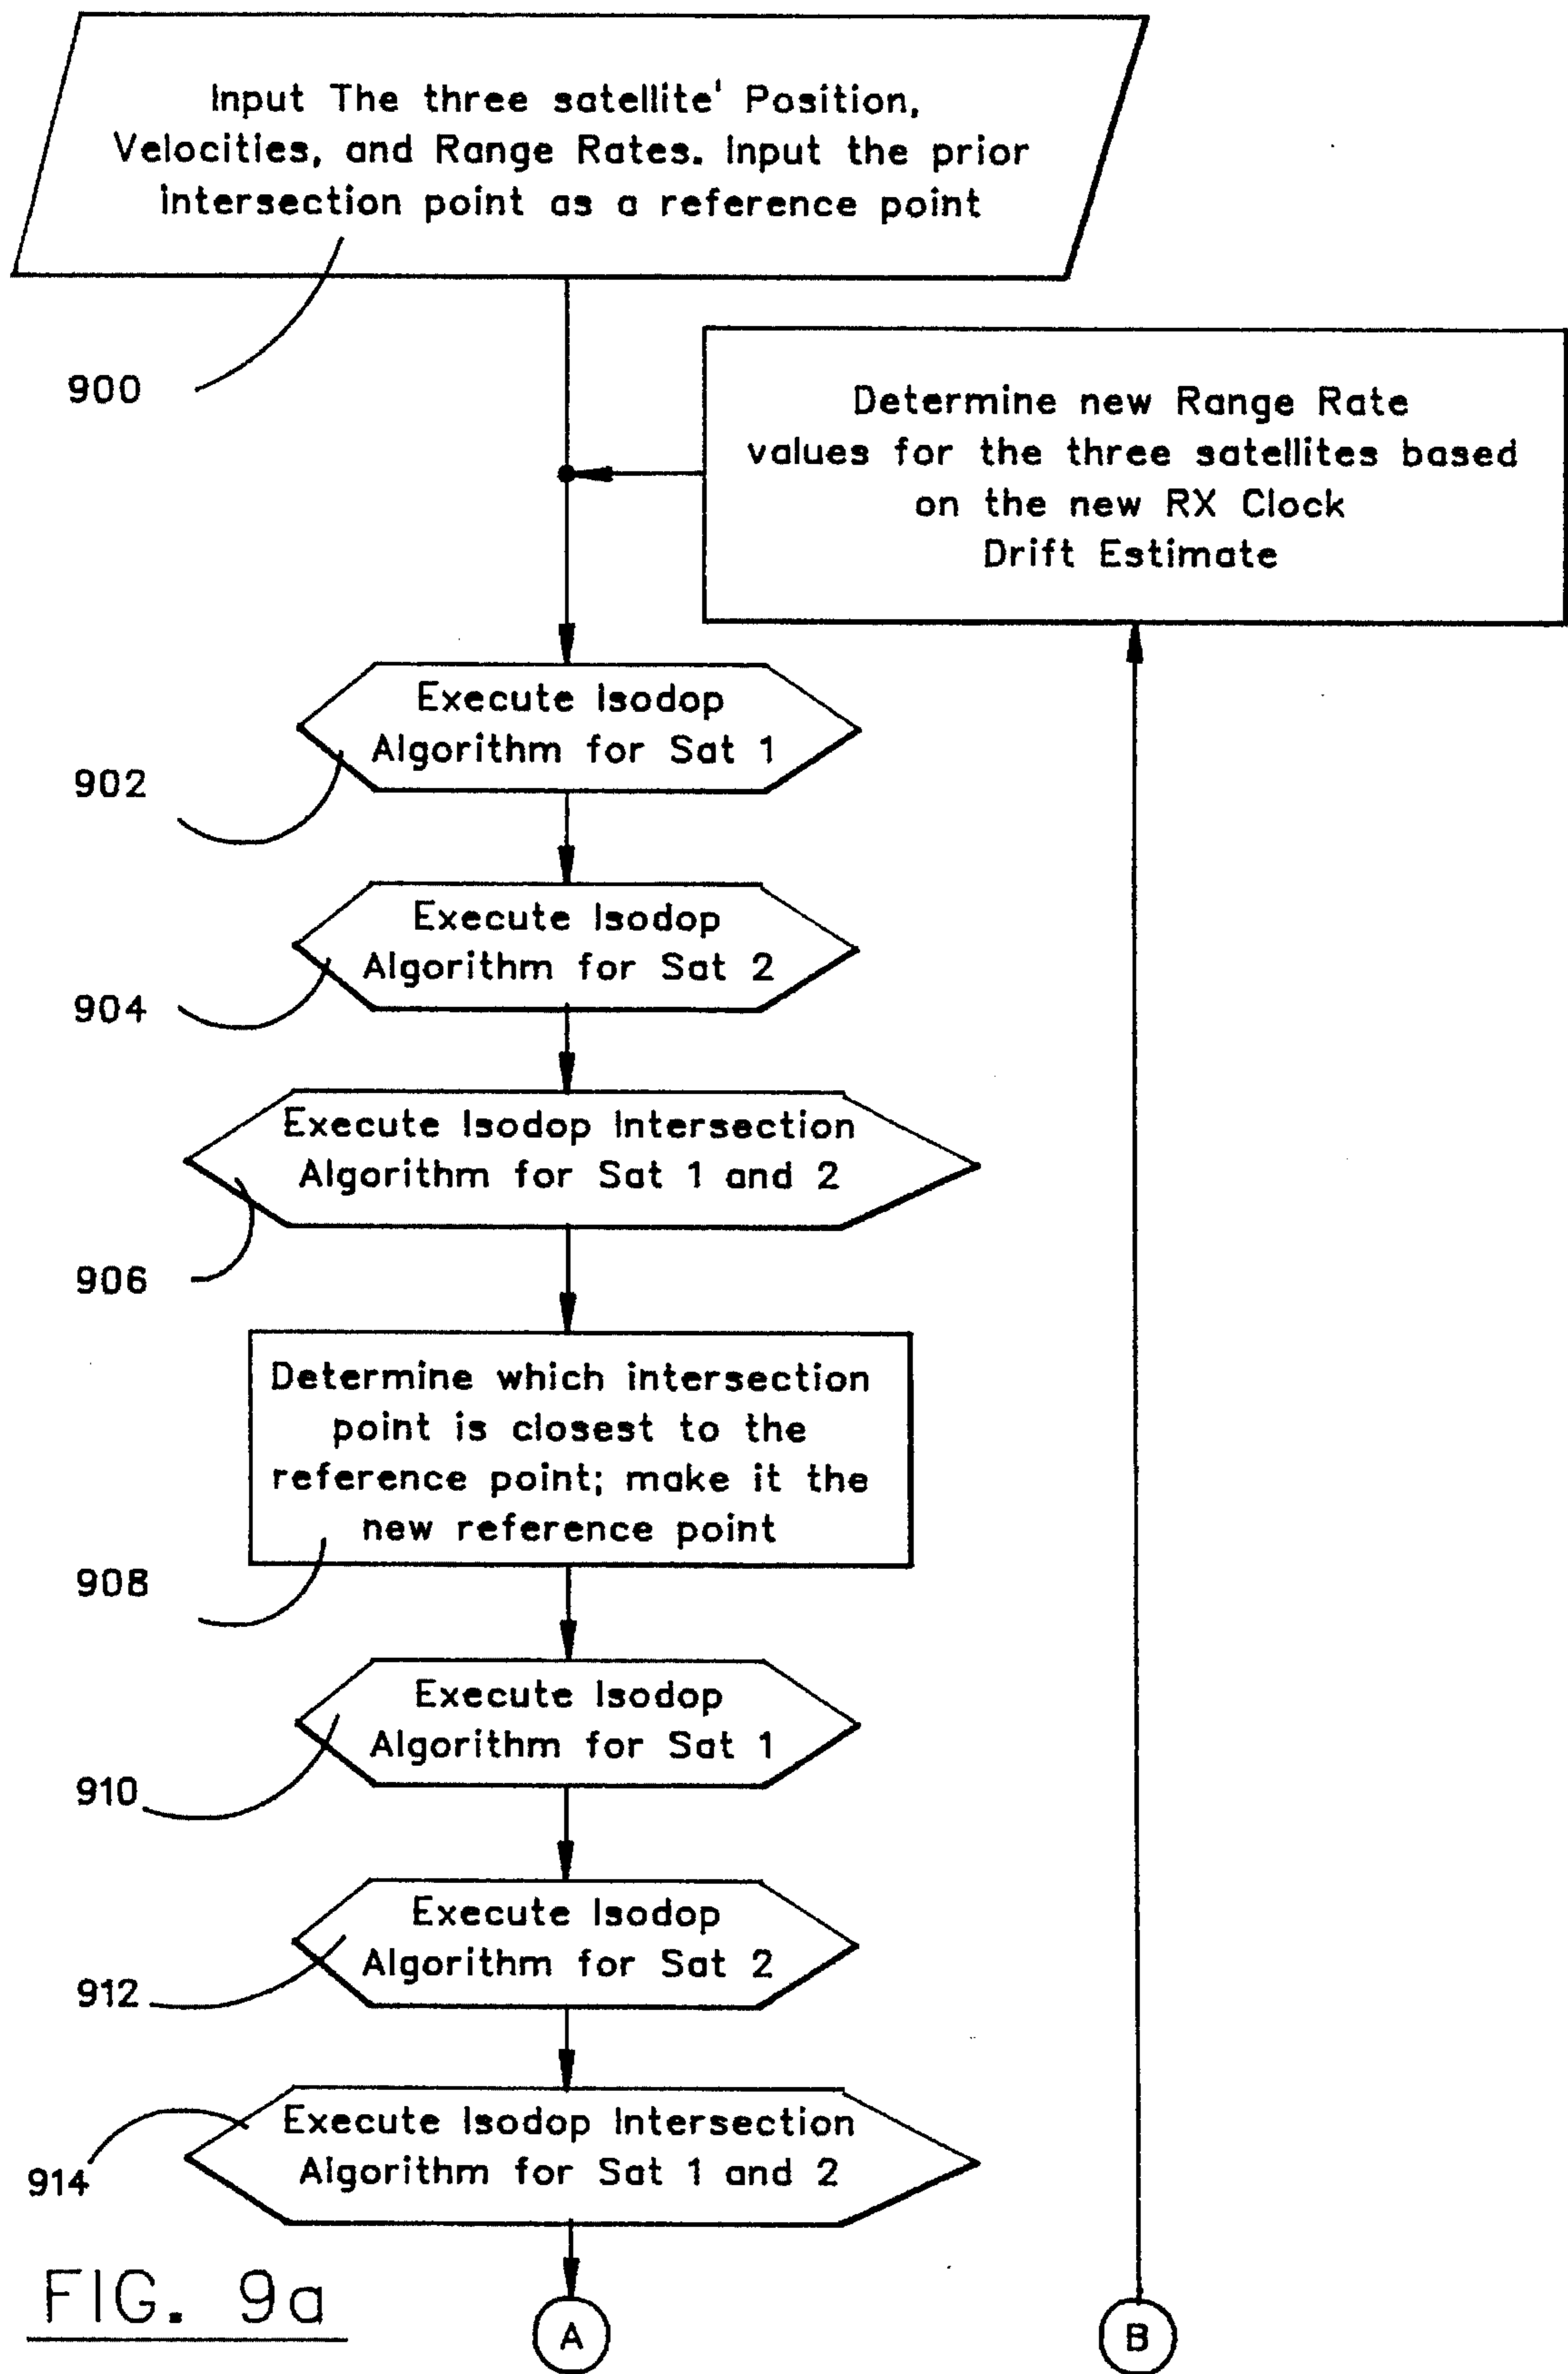 Input The three satellite' Position,
Velocities, and Range Rates. Input the prior
intersection point as a reference point
900
Determine new Range Rate
values for the three satellites based
on the new RX Clock
Drift Estimate
Execute Isodop
Algorithm for Sat 1
902
Execute Isodop
Algorithm for Sat 2
904
Execute Isodop Intersection
Algorithm for Sat 1 and 2
906
Determine which intersection
point is closest to the
reference point; make it the
new reference point
908
Execute Isodop
Algorithm for Sat 1
910
Execute Isodop
Algorithm for Sat 2
912
Execute Isodop Intersection
Algorithm for Sat 1 and 2
914
FIG. 9a
A
B